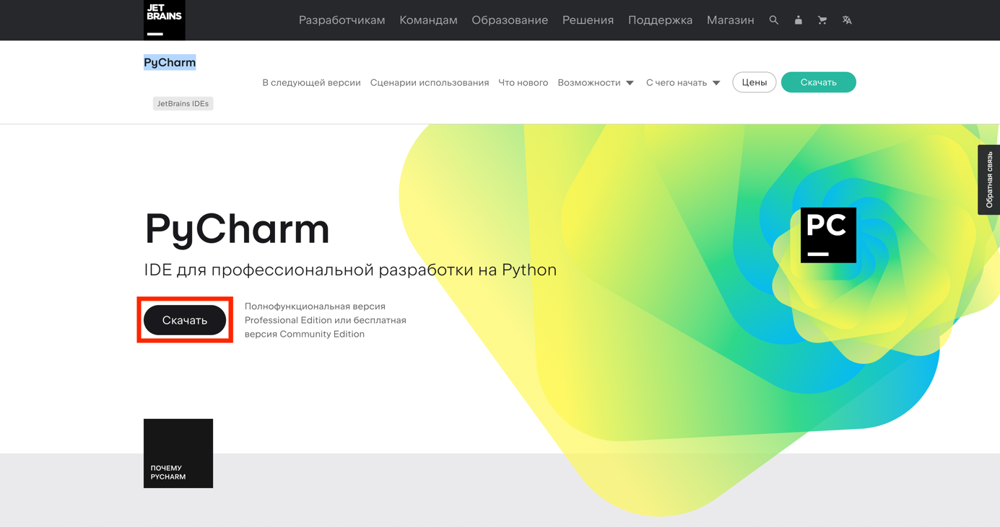 JET
BRAINS
Разработчикам Командам Образование Решения Поддержка Магазин
PyCharm
В следующей версии Сценарии использования Что нового Возможности С чего начать Цены Скачать
JetBrains IDEs
Обратная связь
PyCharm
PC
IDE для профессиональной разработки на Python
Скачать
Полнофункциональная версия
Professional Edition или бесплатная
версия Community Edition
ПОЧЕМУ
PYCHARM